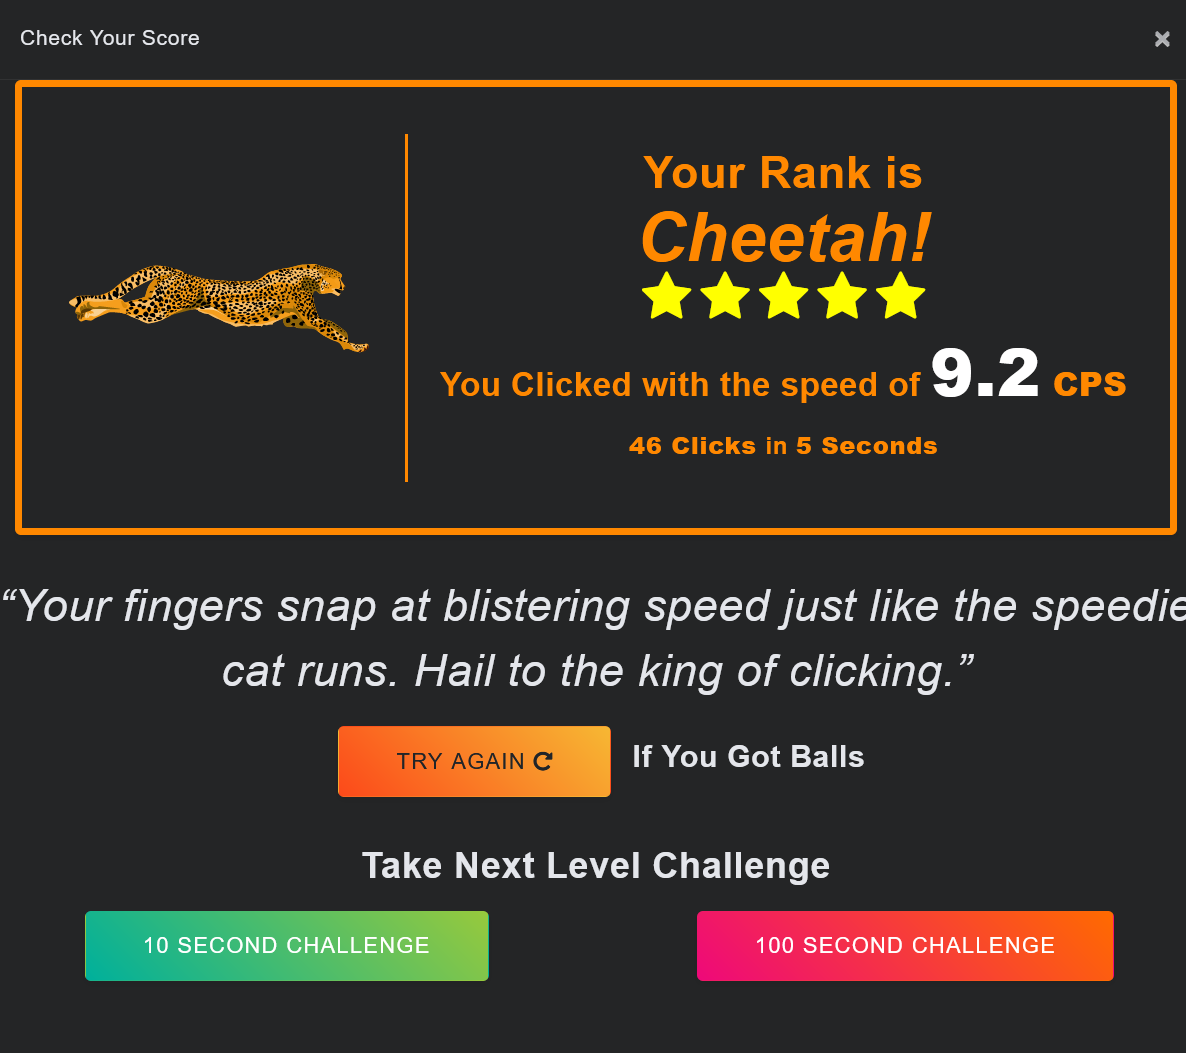 Check Your Score
Your Rank is
Cheetah!
You Clicked with the speed of 9.2 CPS
46 Clicks in 5 Seconds
“Your fingers snap at blistering speed just like the speedie
cat runs. Hail to the king of clicking.”
TRY AGAIN
If You Got Balls
Take Next Level Challenge
10 SECOND CHALLENGE
100 SECOND CHALLENGE